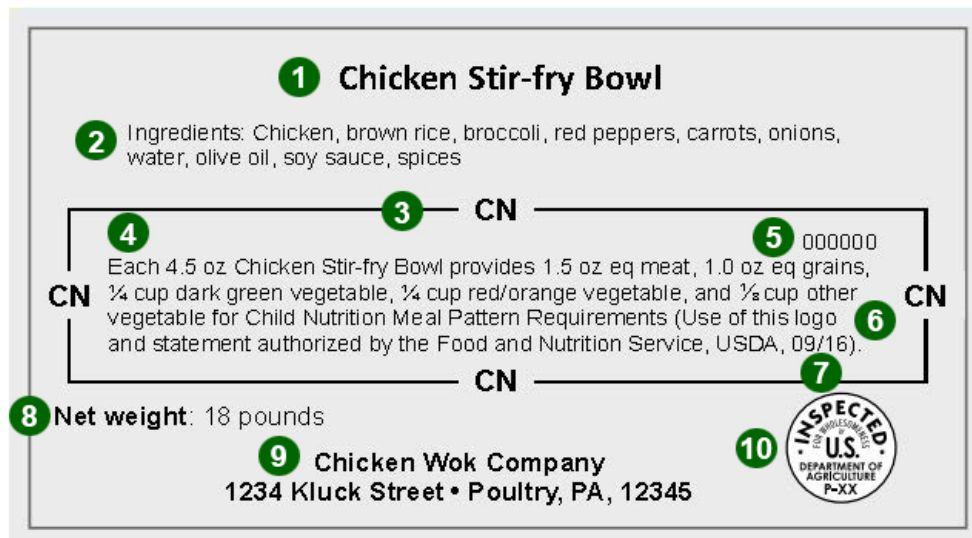 1 Chicken Stir-fry Bowl
2 Ingredients: Chicken, brown rice, broccoli, red peppers, carrots, onions,
water, olive oil, soy sauce, spices
3 CN
4 5 000000
Each 4.5 oz Chicken Stir-fry Bowl provides 1.5 oz eq meat, 1.0 oz eq grains,
CN ¼ cup dark green vegetable, ¼ cup red/orange vegetable, and ⅛ cup other CN
vegetable for Child Nutrition Meal Pattern Requirements (Use of this logo 6
and statement authorized by the Food and Nutrition Service, USDA, 09/16).
CN 7
8 Net weight: 18 pounds
9 Chicken Wok Company
1234 Kluck Street • Poultry, PA, 12345
10
INSPECTED
FOR WHOLESOMENESS
BY
U.S.
DEPARTMENT OF
AGRICULTURE
P-XX